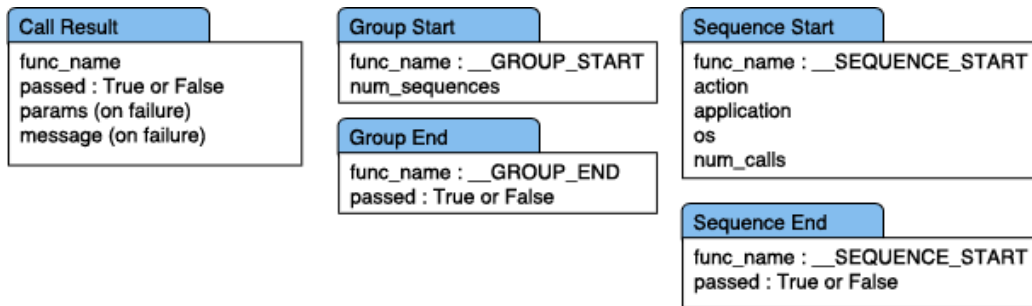 Call Result
func_name
passed : True or False
params (on failure)
message (on failure)
Group Start
func_name : __GROUP_START
num_sequences
Group End
func_name : __GROUP_END
passed : True or False
Sequence Start
func_name : __SEQUENCE_START
action
application
os
num_calls
Sequence End
func_name : __SEQUENCE_START
passed : True or False